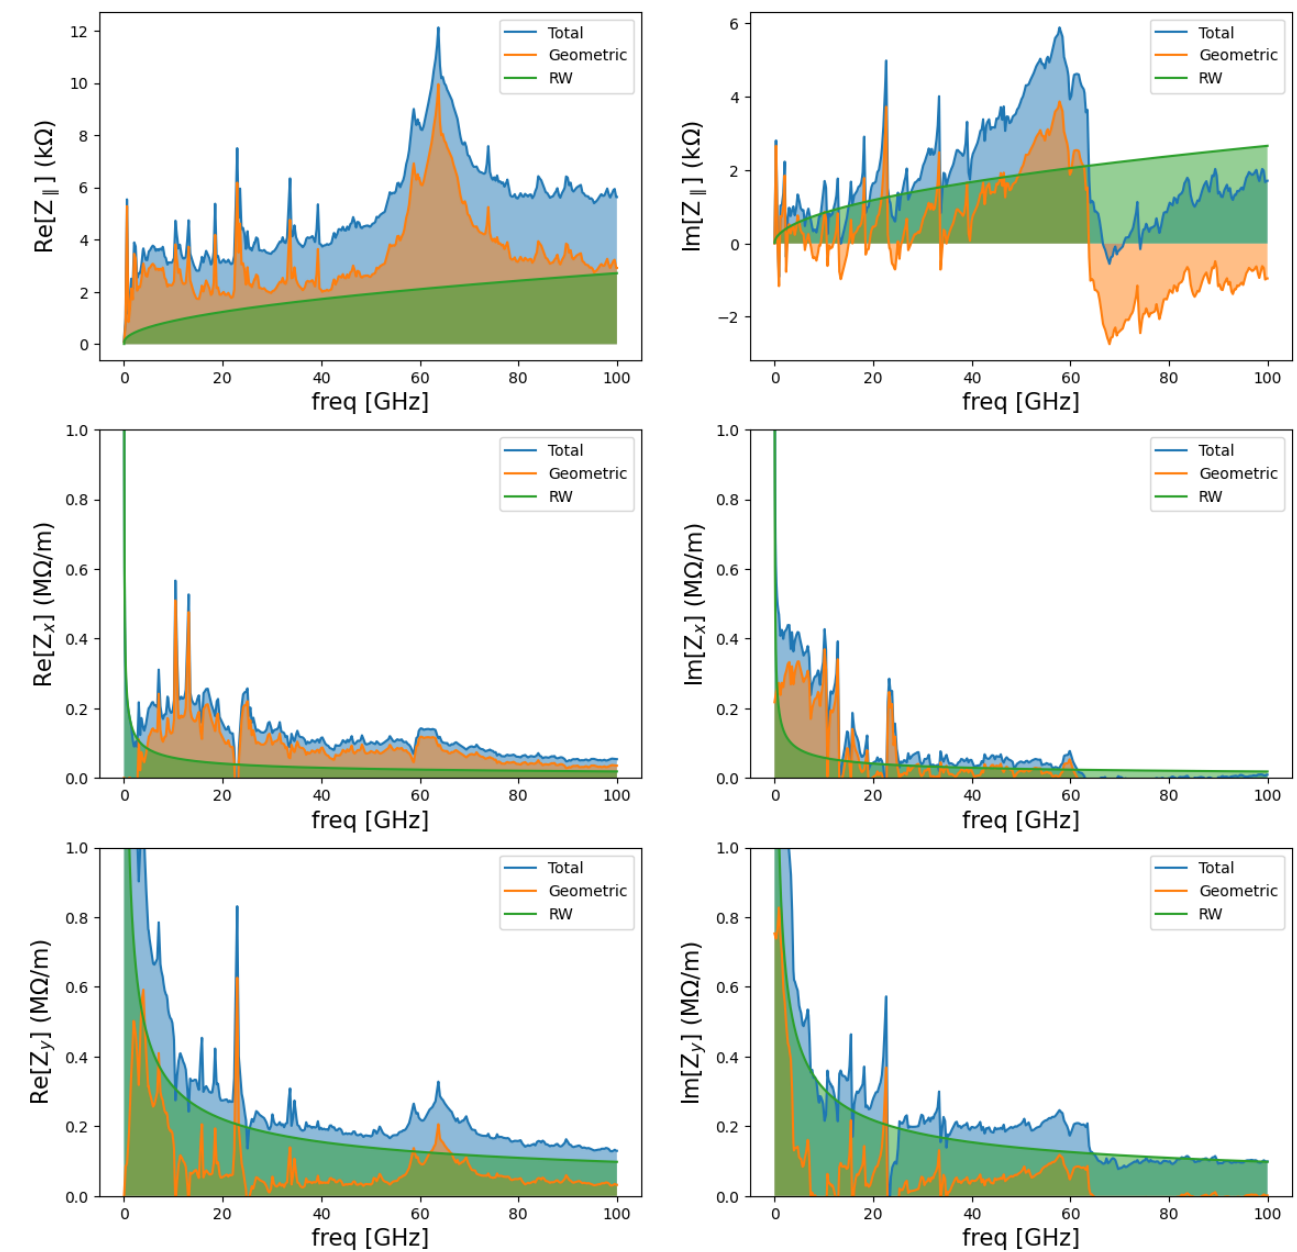 Re[Z∥] (kΩ)
12
10
8
6
4
2
0
Total
Geometric
RW
0 20 40 60 80 100
freq [GHz]
Im[Z∥] (kΩ)
6
4
2
0
−2
Total
Geometric
RW
0 20 40 60 80 100
freq [GHz]
Re[Zx] (MΩ/m)
1.0
0.8
0.6
0.4
0.2
0.0
Total
Geometric
RW
0 20 40 60 80 100
freq [GHz]
Im[Zx] (MΩ/m)
1.0
0.8
0.6
0.4
0.2
0.0
Total
Geometric
RW
0 20 40 60 80 100
freq [GHz]
Re[Zy] (MΩ/m)
1.0
0.8
0.6
0.4
0.2
0.0
Total
Geometric
RW
0 20 40 60 80 100
freq [GHz]
Im[Zy] (MΩ/m)
1.0
0.8
0.6
0.4
0.2
0.0
Total
Geometric
RW
0 20 40 60 80 100
freq [GHz]